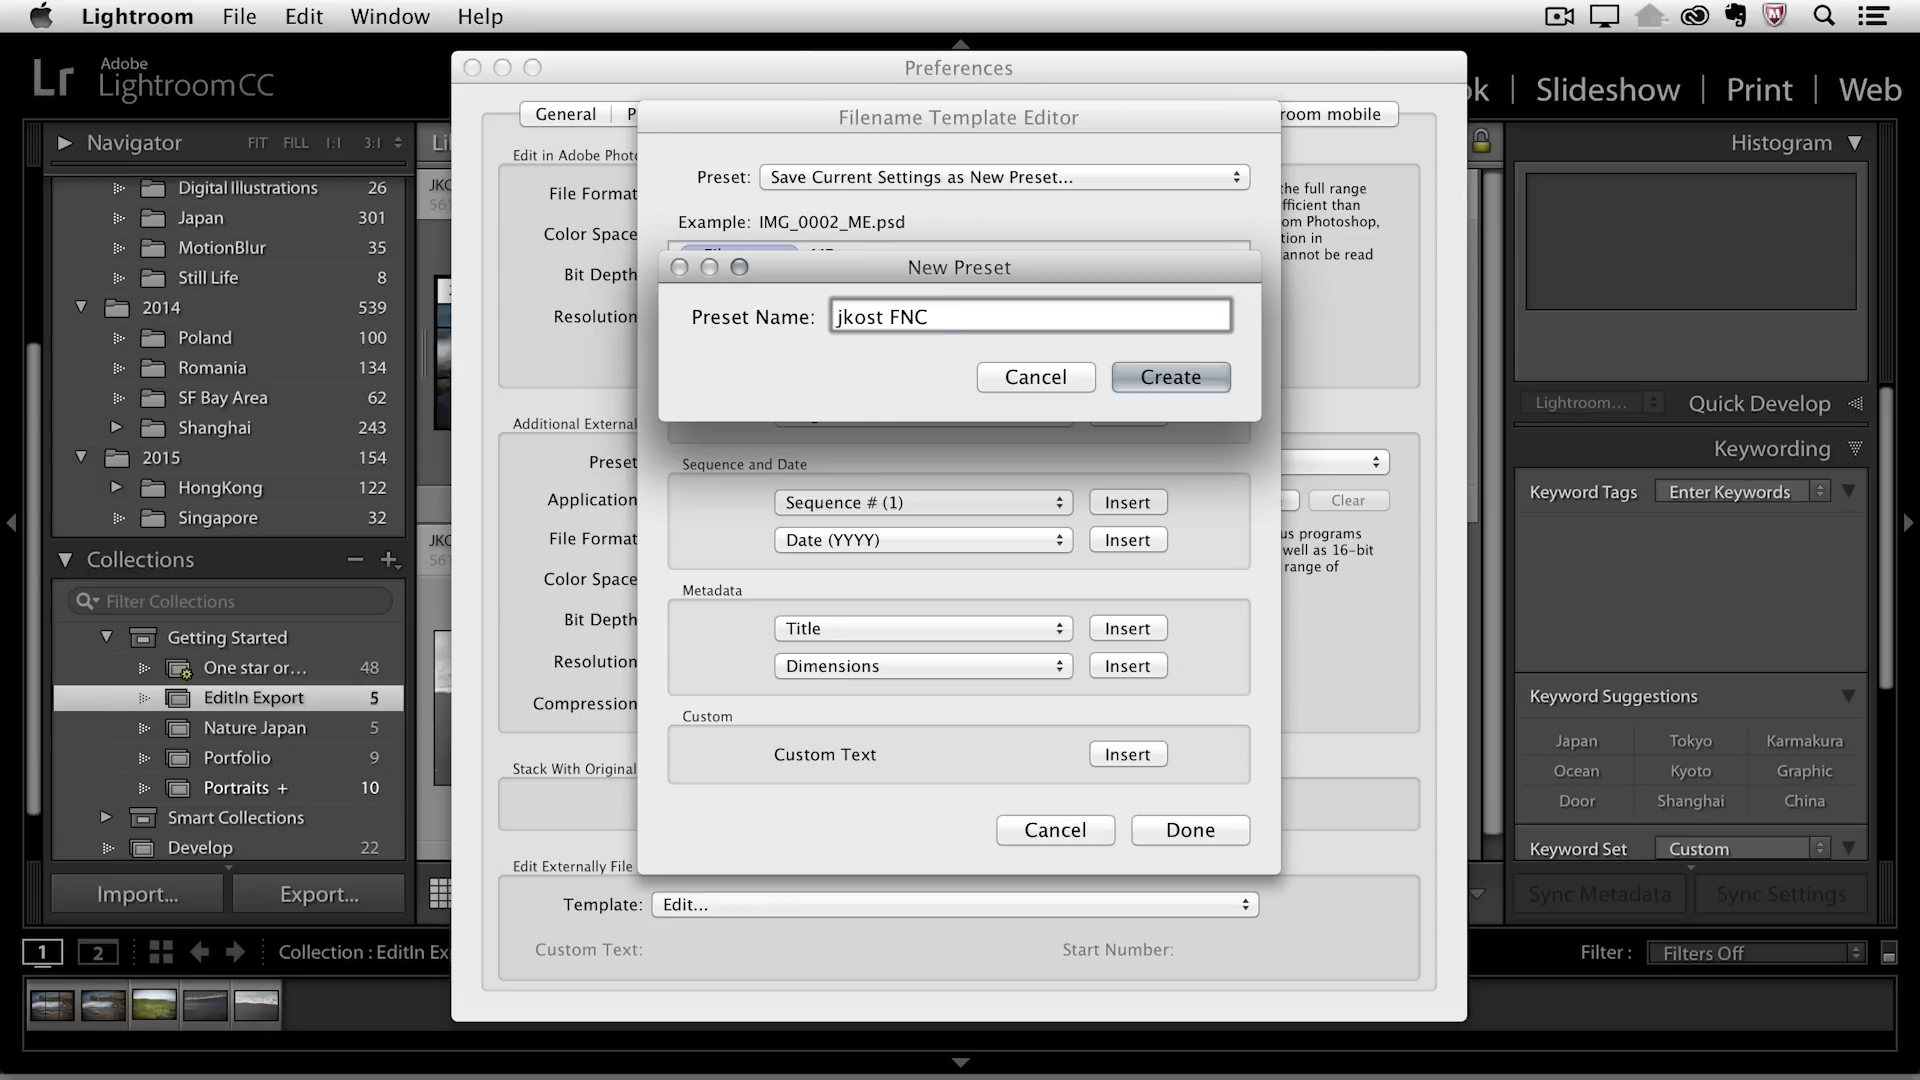 Lightroom File Edit Window Help
Lr Adobe Lightroom CC
Slideshow | Print | Web
Preferences
General
room mobile
Navigator FIT FILL 1:1 3:1
Histogram
Digital Illustrations 26
Japan 301
MotionBlur 35
Still Life 8
2014 539
Poland 100
Romania 134
SF Bay Area 62
Shanghai 243
2015 154
HongKong 122
Singapore 32
Collections
Filter Collections
Getting Started
One star or... 48
EditIn Export 5
Nature Japan 5
Portfolio 9
Portraits + 10
Smart Collections
Develop 22
Import... Export...
Edit in Adobe Photo
File Format
Color Space
Bit Depth
Resolution
the full range
om Photoshop,
tion in
annot be read
Additional External
Preset
Application
Clear
File Format
us programs
well as 16-bit
range of
Color Space
Bit Depth
Resolution
Compression
Stack With Original
Edit Externally File
Template: Edit...
Custom Text: Start Number:
Filename Template Editor
Preset: Save Current Settings as New Preset...
Example: IMG_0002_ME.psd
New Preset
Preset Name: jkost FNC
Cancel Create
Sequence and Date
Sequence # (1) Insert
Date (YYYY) Insert
Metadata
Title Insert
Dimensions Insert
Custom
Custom Text Insert
Cancel Done
Lightroom... Quick Develop
Keywording
Keyword Tags Enter Keywords
Keyword Suggestions
Japan Tokyo Karmakura
Ocean Kyoto Graphic
Door Shanghai China
Keyword Set Custom
Sync Metadata Sync Settings
1 2 Collection : EditIn Ex
Filter : Filters Off